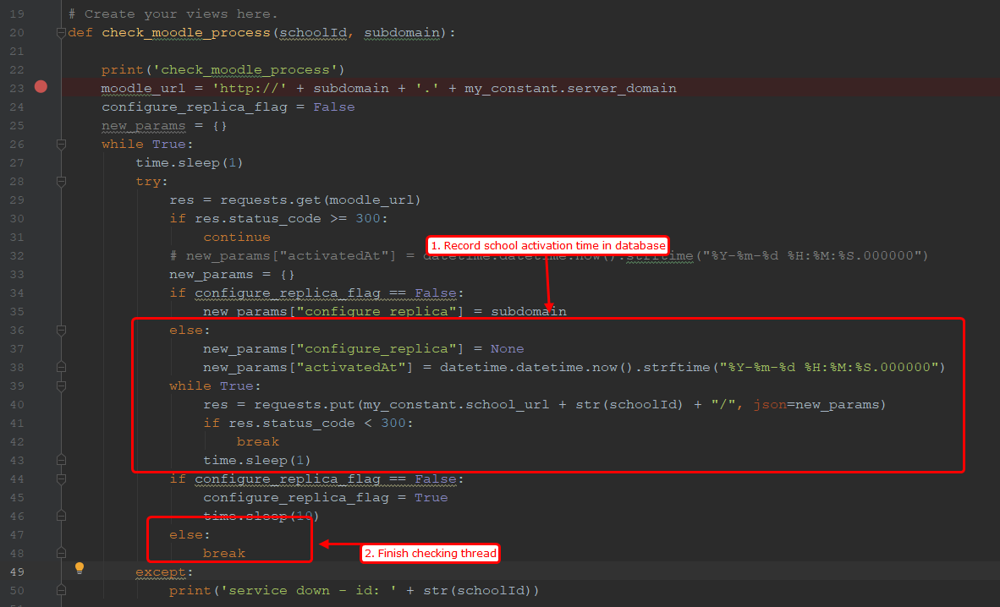 19 # Create your views here.
20 def check_moodle_process(schoolId, subdomain):
21
22 print('check_moodle_process')
23 moodle_url = 'http://' + subdomain + '.' + my_constant.server_domain
24 configure_replica_flag = False
25 new_params = {}
26 while True:
27 time.sleep(1)
28 try:
29 res = requests.get(moodle_url)
30 if res.status_code >= 300:
31 continue
1. Record school activation time in database
32 # new_params["activatedAt"] = datetime.datetime.now().strftime("%Y-%m-%d %H:%M:%S.000000")
33 new_params = {}
34 if configure_replica_flag == False:
35 new_params["configure_replica"] = subdomain
36 else:
37 new_params["configure_replica"] = None
38 new_params["activatedAt"] = datetime.datetime.now().strftime("%Y-%m-%d %H:%M:%S.000000")
39 while True:
40 res = requests.put(my_constant.school_url + str(schoolId) + "/", json=new_params)
41 if res.status_code < 300:
42 break
43 time.sleep(1)
44 if configure_replica_flag == False:
45 configure_replica_flag = True
46 time.sleep(10)
47 else:
48 break
2. Finish checking thread
49 except:
50 print('service down - id: ' + str(schoolId))